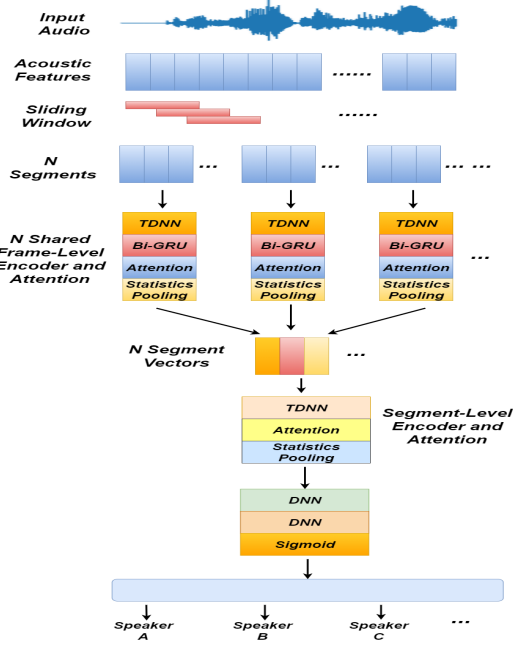 Input
Audio
Acoustic
Features
......
Sliding
Window
......
N
Segments
...
...
... ...
N Shared
Frame-Level
Encoder and
Attention
TDNN
Bi-GRU
Attention
Statistics
Pooling
TDNN
Bi-GRU
Attention
Statistics
Pooling
TDNN
Bi-GRU
Attention
Statistics
Pooling
...
N Segment
Vectors
...
TDNN
Attention
Statistics
Pooling
Segment-Level
Encoder and
Attention
DNN
DNN
Sigmoid
Speaker
A
Speaker
B
Speaker
C
...